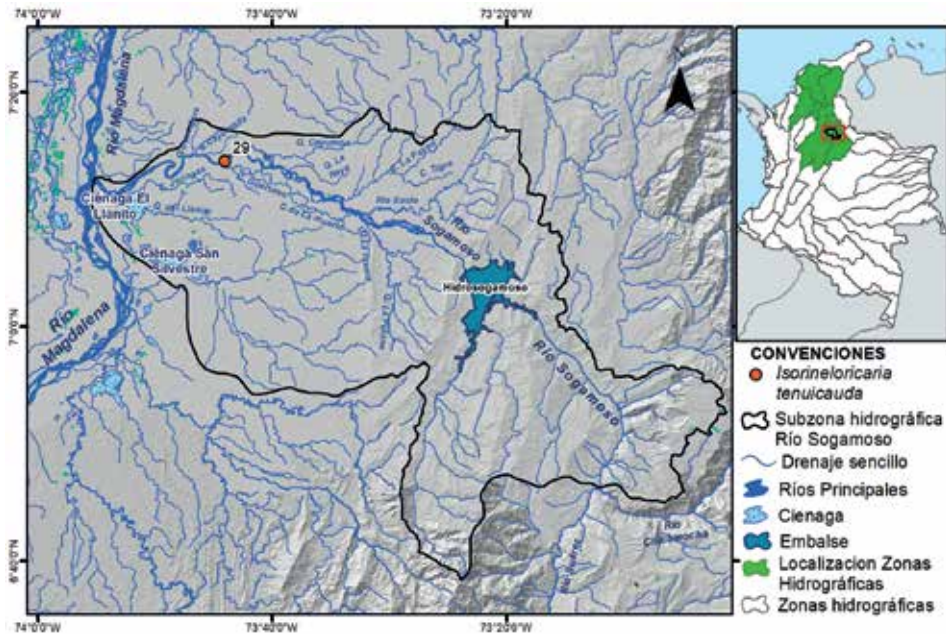 74°0'0"W
73°40'0"W
73°20'0"W
7°20'0"N
7°0'0"N
6°40'0"N
Río Magdalena
29
Ciénaga El
Llanito
Ciénaga San
Silvestre
Río
Sogamoso
Hidrosogamoso
Río
Magdalena
Río Sogamoso
74°0'0"W
73°40'0"W
73°20'0"W
CONVENCIONES
Isorineloricaria
tenuicauda
Subzona hidrográfica
Río Sogamoso
Drenaje sencillo
Ríos Principales
Cienaga
Embalse
Localizacion Zonas
Hidrográficas
Zonas hidrográficas